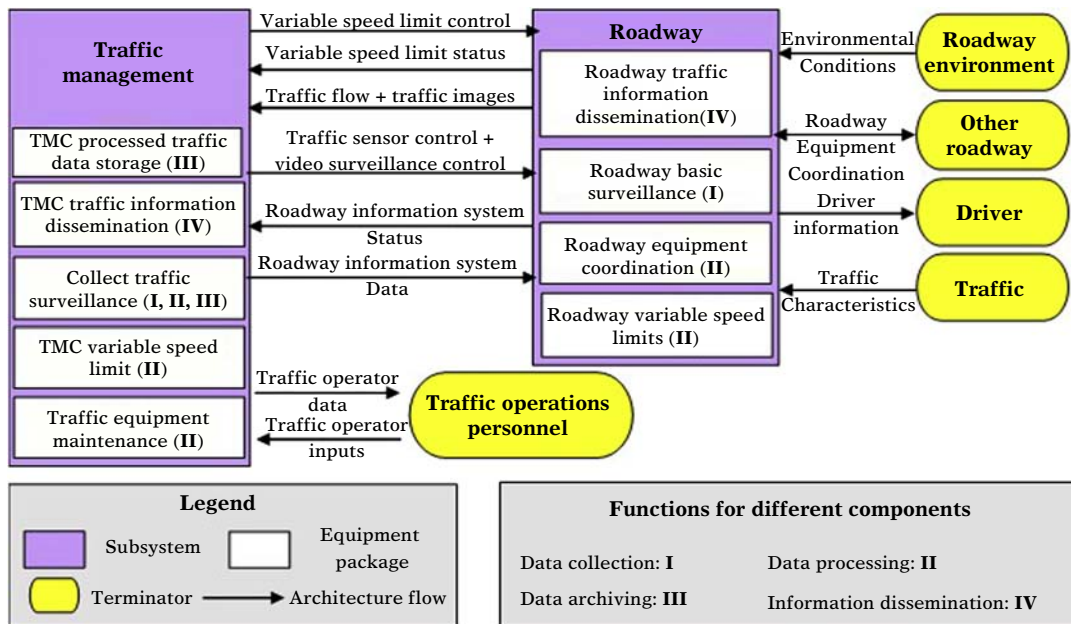 Traffic
management
TMC processed traffic
data storage (III)
TMC traffic information
dissemination (IV)
Collect traffic
surveillance (I, II, III)
TMC variable speed
limit (II)
Traffic equipment
maintenance (II)
Variable speed limit control
Variable speed limit status
Traffic flow + traffic images
Traffic sensor control +
video surveillance control
Roadway information system
Status
Roadway information system
Data
Traffic operator
data
Traffic operator
inputs
Traffic operations
personnel
Roadway
Roadway traffic
information
dissemination(IV)
Roadway basic
surveillance (I)
Roadway equipment
coordination (II)
Roadway variable speed
limits (II)
Environmental
Conditions
Roadway
Equipment
Coordination
Driver
information
Traffic
Characteristics
Roadway
environment
Other
roadway
Driver
Traffic
Legend
Subsystem
Equipment
package
Terminator
Architecture flow
Functions for different components
Data collection: I
Data processing: II
Data archiving: III
Information dissemination: IV